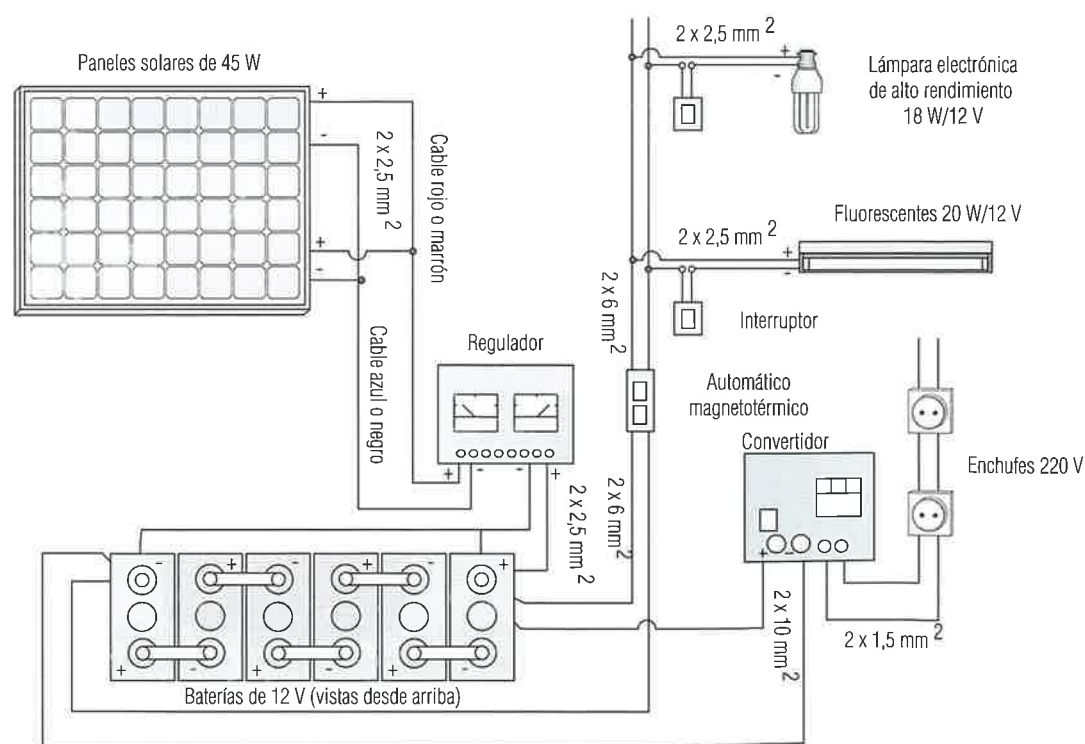 Paneles solares de 45 W
+
-
+
-
2 x 2,5 mm 2
Cable rojo o marrón
Cable azul o negro
2 x 2,5 mm 2
+
-
Lámpara electrónica
de alto rendimiento
18 W/12 V
Fluorescentes 20 W/12 V
2 x 2,5 mm 2
+
-
Interruptor
2 x 6 mm 2
Regulador
+
-
-
+
Automático
magnetotérmico
Convertidor
Enchufes 220 V
2 x 2,5 mm 2
2 x 6 mm 2
+
-
2 x 10 mm 2
2 x 1,5 mm 2
-
+
-
+
-
+
+
-
+
-
+
-
Baterías de 12 V (vistas desde arriba)